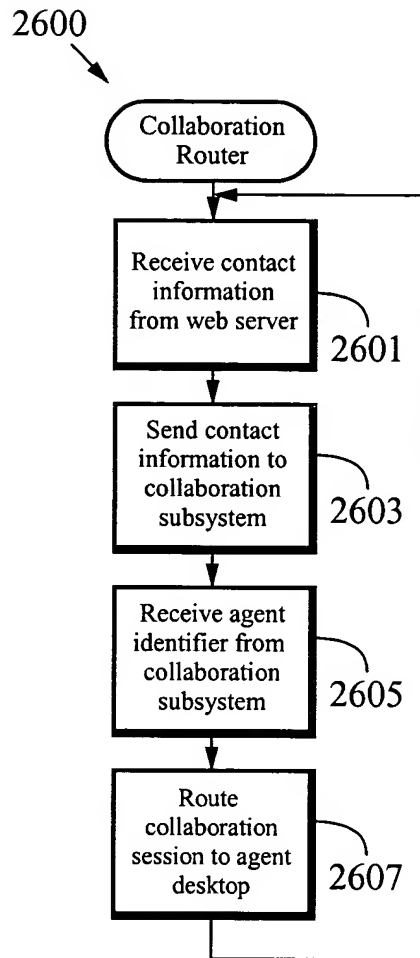 2600
Collaboration
Router
Receive contact
information
from web server
2601
Send contact
information to
collaboration
subsystem
2603
Receive agent
identifier from
collaboration
subsystem
2605
Route
collaboration
session to agent
desktop
2607